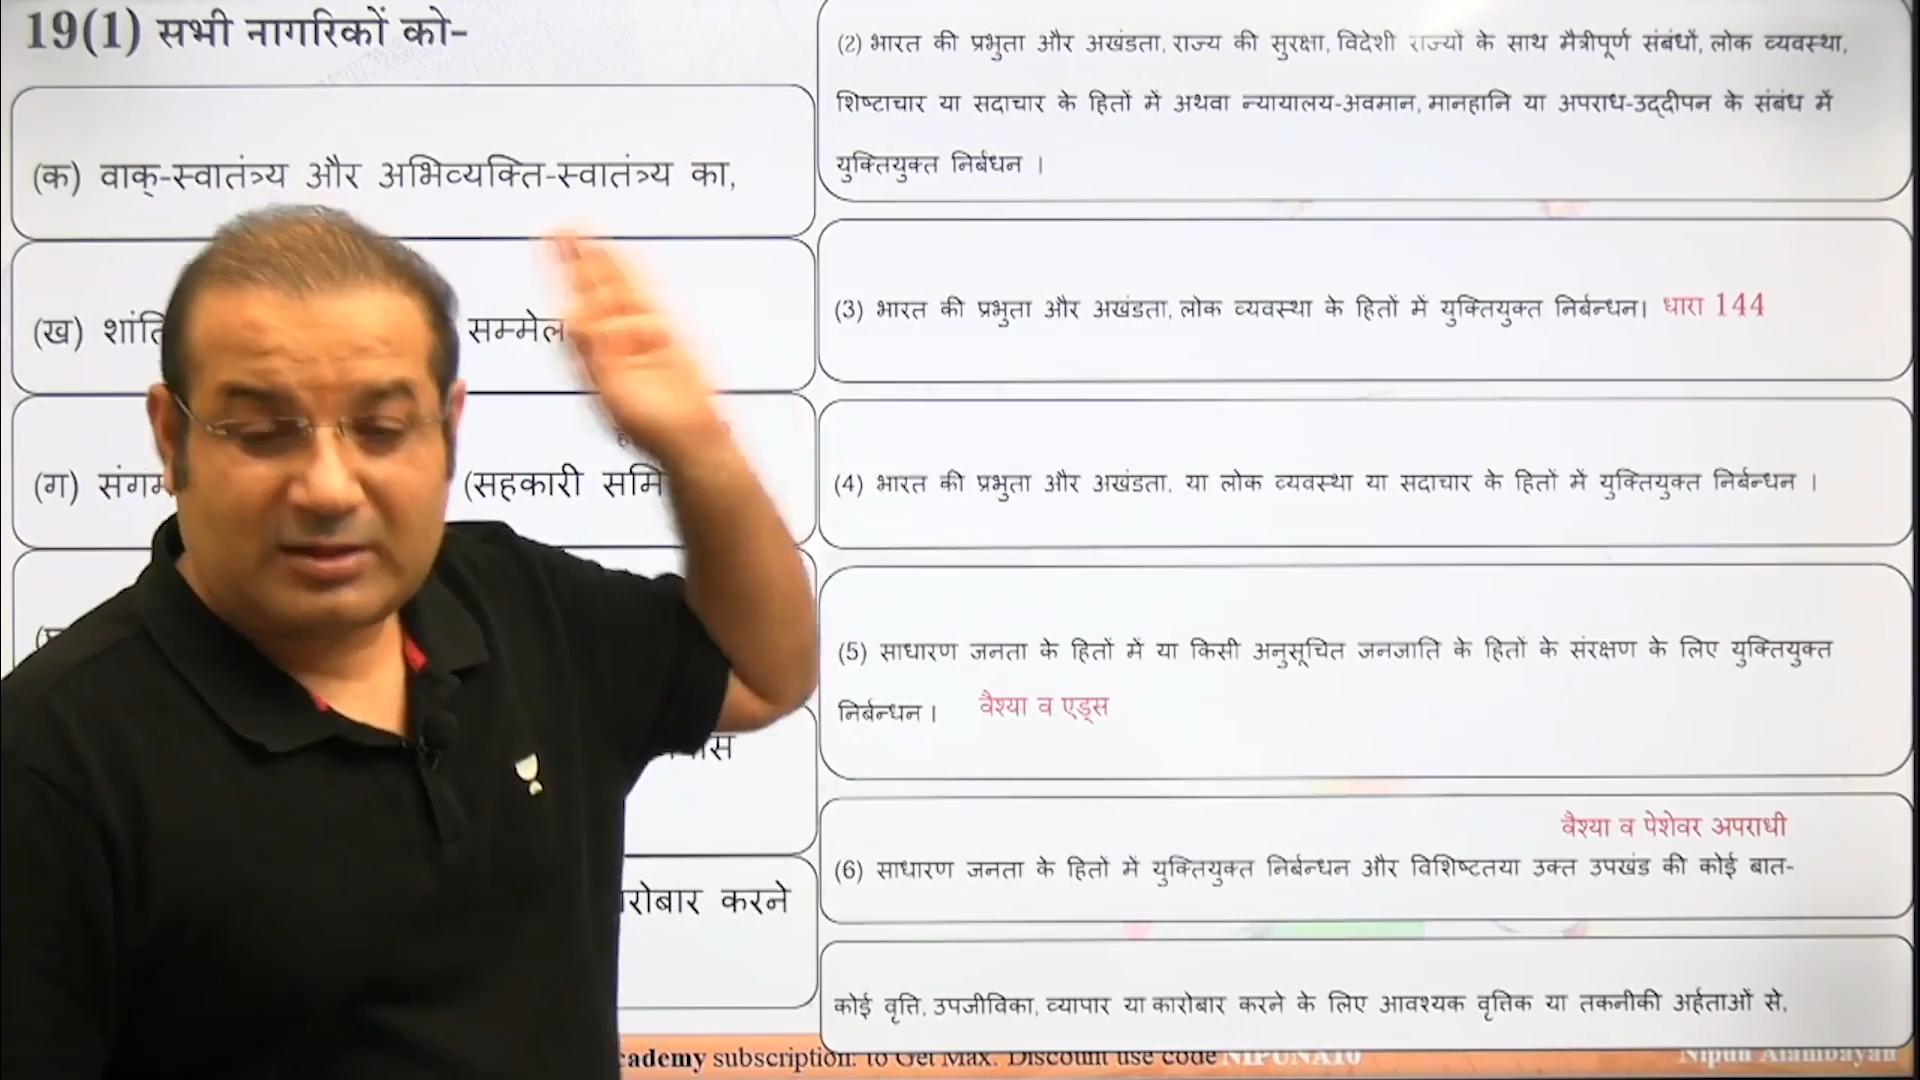 19(1) सभी नागरिकों को-
(क) वाक्-स्वातंत्र्य और अभिव्यक्ति-स्वातंत्र्य का,
(ख)
(ग) (सहकारी
करने
(2) भारत की प्रभुता और अखंडता, राज्य की सुरक्षा, विदेशी राज्यों के साथ मैत्रीपूर्ण संबंधों, लोक व्यवस्था,
शिष्टाचार या सदाचार के हितों में अथवा न्यायालय-अवमान, मानहानि या अपराध-उद्दीपन के संबंध में
युक्तियुक्त निर्बंधन ।
(3) भारत की प्रभुता और अखंडता, लोक व्यवस्था के हितों में युक्तियुक्त निर्बन्धन। धारा 144
(4) भारत की प्रभुता और अखंडता, या लोक व्यवस्था या सदाचार के हितों में युक्तियुक्त निर्बन्धन ।
(5) साधारण जनता के हितों में या किसी अनुसूचित जनजाति के हितों के संरक्षण के लिए युक्तियुक्त
निर्बन्धन । वैश्या व एड्स
वैश्या व पेशेवर अपराधी
(6) साधारण जनता के हितों में युक्तियुक्त निर्बन्धन और विशिष्टतया उक्त उपखंड की कोई बात-
कोई वृत्ति, उपजीविका, व्यापार या कारोबार करने के लिए आवश्यक वृत्तिक या तकनीकी अर्हताओं से,
subscription: to Get Max. Discount use code NIPUNA10 Nipun Alambayan